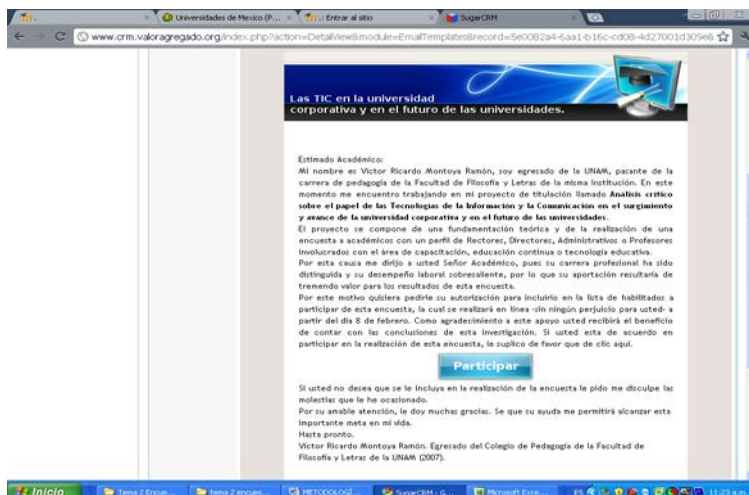 Universidades de Mexico (P...
Entrar al sitio
SugarCRM
www.crm.valoragregado.org/index.php?action=DetailView&module=EmailTemplates&record=5e0082a4-6aa1-b16c-cd08-4d27001d309e&
Las TIC en la universidad
corporativa y en el futuro de las universidades.
Estimado Académico:
Mi nombre es Victor Ricardo Montoya Ramón, soy egresado de la UNAM, pasante de la
carrera de pedagogía de la Facultad de Filosofía y Letras de la misma institución. En este
momento me encuentro trabajando en mi proyecto de titulación llamado Análisis crítico
sobre el papel de las Tecnologías de la Información y la Comunicación en el surgimiento
y avance de la universidad corporativa y en el futuro de las universidades.
El proyecto se compone de una fundamentación teórica y de la realización de una
encuesta a académicos con un perfil de Rectores, Directores, Administrativos o Profesores
involucrados con el área de capacitación, educación continua o tecnología educativa.
Por esta causa me dirijo a usted Señor Académico, pues su carrera profesional ha sido
distinguida y su desempeño laboral sobresaliente, por lo que su aportación resultaría de
tremendo valor para los resultados de esta encuesta.
Por este motivo quisiera pedirle su autorización para incluirlo en la lista de habilitados a
participar de esta encuesta, la cual se realizará en línea -sin ningún perjuicio para usted- a
partir del día 8 de febrero. Como agradecimiento a este apoyo usted recibirá el beneficio
de contar con las conclusiones de esta investigación. Si usted esta de acuerdo en
participar en la realización de esta encuesta, le suplico de favor que de clic aquí.
Participar
Si usted no desea que se le incluya en la realización de la encuesta le pido me disculpe las
molestias que le he ocasionado.
Por su amable atención, le doy muchas gracias. Se que su ayuda me permitirá alcanzar esta
importante meta en mi vida.
Hasta pronto.
Victor Ricardo Montoya Ramón. Egresado del Colegio de Pedagogía de la Facultad de
Filosofía y Letras de la UNAM (2007).
Inicio
Tema 2 Encue...
tema 2 encues...
METODOLOGÍ...
SugarCRM - G...
Microsoft Exce...
ES
11:23 a.m.